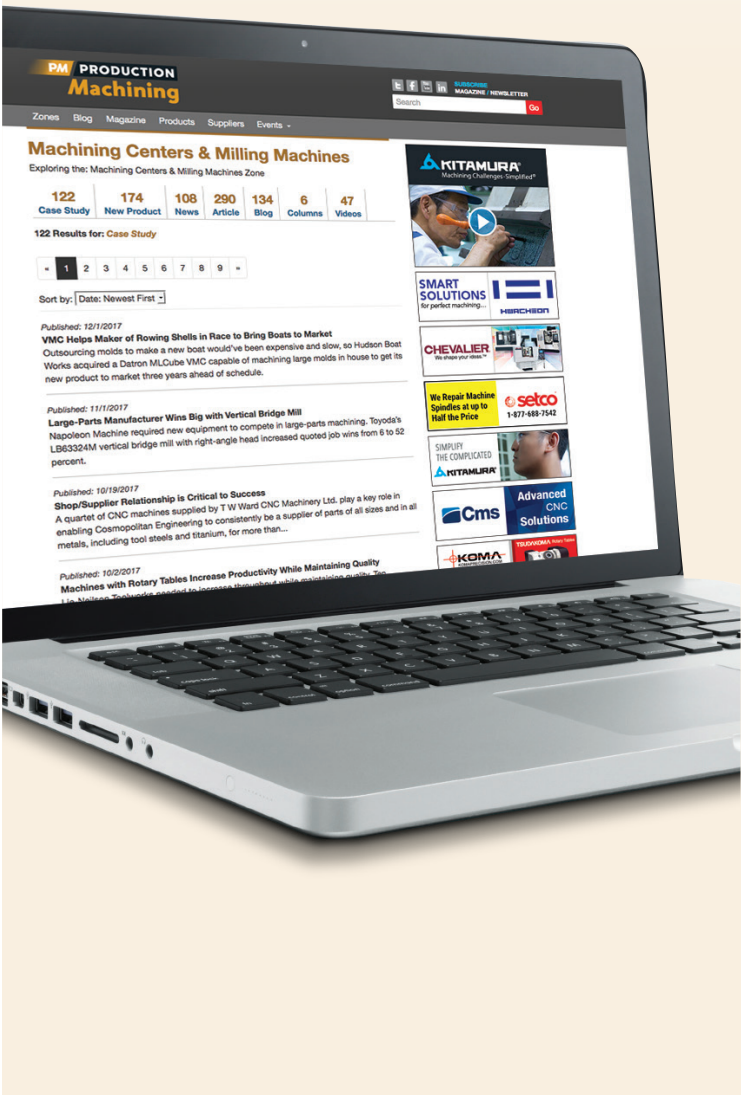 PM PRODUCTION
Machining
SUBSCRIBE
MAGAZINE / NEWSLETTER
Search
Go
Zones Blog Magazine Products Suppliers Events
Machining Centers & Milling Machines
Exploring the: Machining Centers & Milling Machines Zone
122 174 108 290 134 6 47
Case Study New Product News Article Blog Columns Videos
122 Results for: Case Study
« 1 2 3 4 5 6 7 8 9 »
Sort by: Date: Newest First
Published: 12/1/2017
VMC Helps Maker of Rowing Shells in Race to Bring Boats to Market
Outsourcing molds to make a new boat would've been expensive and slow, so Hudson Boat
Works acquired a Datron MLCube VMC capable of machining large molds in house to get its
new product to market three years ahead of schedule.
Published: 11/1/2017
Large-Parts Manufacturer Wins Big with Vertical Bridge Mill
Napoleon Machine required new equipment to compete in large-parts machining. Toyoda's
LB63324M vertical bridge mill with right-angle head increased quoted job wins from 6 to 52
percent.
Published: 10/19/2017
Shop/Supplier Relationship is Critical to Success
A quartet of CNC machines supplied by T W Ward CNC Machinery Ltd. play a key role in
enabling Cosmopolitan Engineering to consistently be a supplier of parts of all sizes and in all
metals, including tool steels and titanium, for more than...
Published: 10/2/2017
Machines with Rotary Tables Increase Productivity While Maintaining Quality
needed to increase throughput while maintaining quality.
KITAMURA
Machining Challenges-Simplified®
SMART
SOLUTIONS
for perfect machining...
CHEVALIER
We shape your ideas.™
We Repair Machine
Spindles at up to
Half the Price
setco
1-877-688-7542
SIMPLIFY
THE COMPLICATED
KITAMURA
Cms
Advanced
CNC
Solutions
KOMA
KOMAPRECISION.COM
TSUDAKOMA Rotary Tables